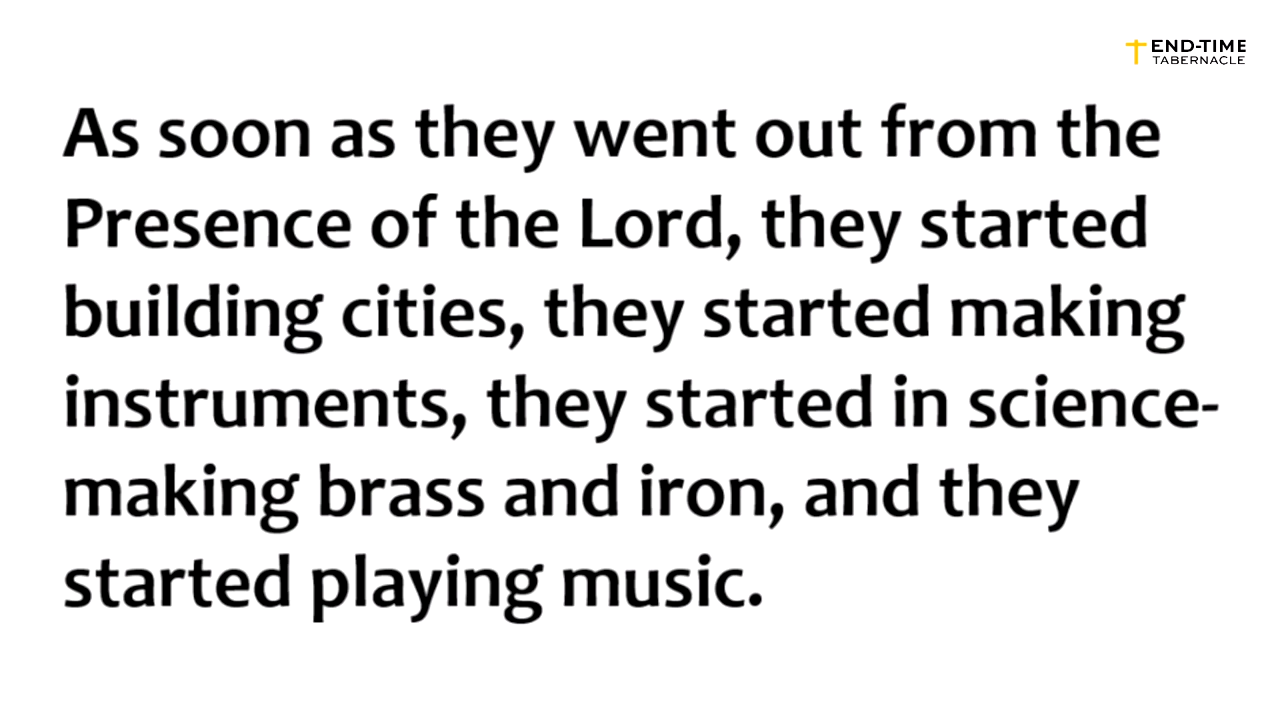 END-TIME
TABERNACLE
As soon as they went out from the
Presence of the Lord, they started
building cities, they started making
instruments, they started in science-
making brass and iron, and they
started playing music.